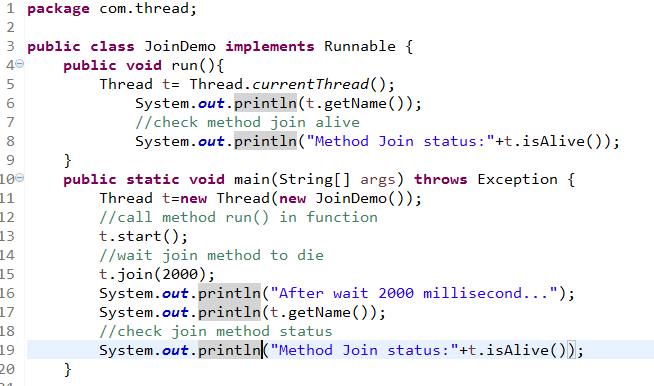 1 package com.thread;
2
3 public class JoinDemo implements Runnable {
4     public void run(){
5         Thread t= Thread.currentThread();
6             System.out.println(t.getName());
7             //check method join alive
8             System.out.println("Method Join status:"+t.isAlive());
9     }
10     public static void main(String[] args) throws Exception {
11         Thread t=new Thread(new JoinDemo());
12         //call method run() in function
13         t.start();
14         //wait join method to die
15         t.join(2000);
16         System.out.println("After wait 2000 millisecond...");
17         System.out.println(t.getName());
18         //check join method status
19         System.out.println("Method Join status:"+t.isAlive());
20     }